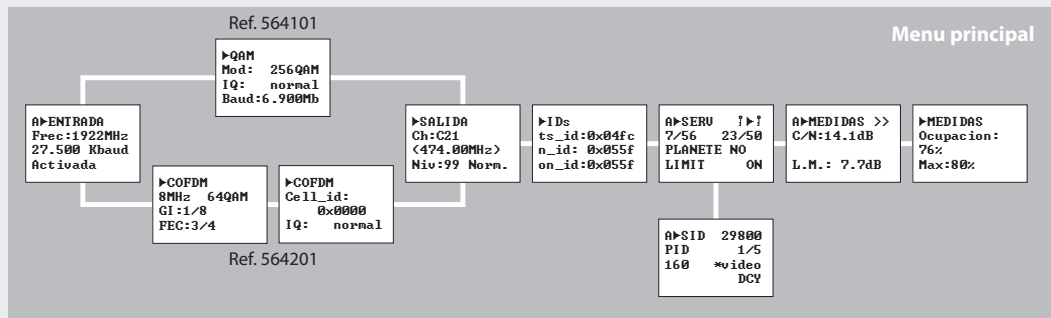 Menu principal
Ref. 564101
▶QAM
Mod: 256QAM
IQ: normal
Baud:6.900Mb
A▶ENTRADA
Frec:1922MHz
27.500 Kbaud
Activada
▶COFDM
8MHz 64QAM
GI:1/8
FEC:3/4
▶COFDM
Cell_id:
0x0000
IQ: normal
Ref. 564201
▶SALIDA
Ch:C21
(474.00MHz)
Niv:99 Norm.
▶IDs
ts_id:0x04fc
n_id: 0x055f
on_id:0x055f
A▶SERV ⫯▶⫯
7/56 23/50
PLANETE NO
LIMIT ON
A▶SID 29800
PID 1/5
160 *video
DCY
A▶MEDIDAS >>
C/N:14.1dB
L.M.: 7.7dB
▶MEDIDAS
Ocupacion:
76%
Max:80%